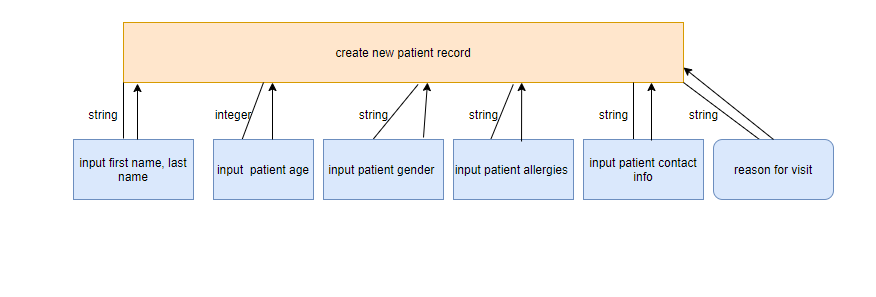 create new patient record
string
integer
string
string
string
string
input first name, last
name
input patient age
input patient gender
input patient allergies
input patient contact
info
reason for visit